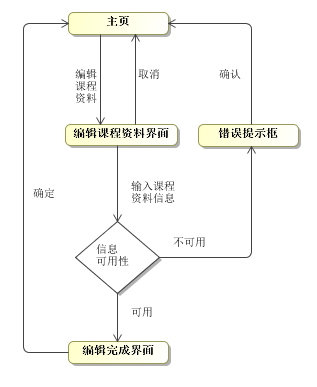 主页
编辑
课程
资料
取消
确认
编辑课程资料界面
错误提示框
确定
输入课程
资料信息
信息
可用性
不可用
可用
编辑完成界面